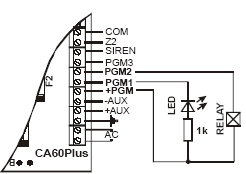 COM
Z2
SIREN
PGM3
PGM2
PGM1
+PGM
-AUX
+AUX
AC
F2
CA60Plus
B
LED
1k
RELAY